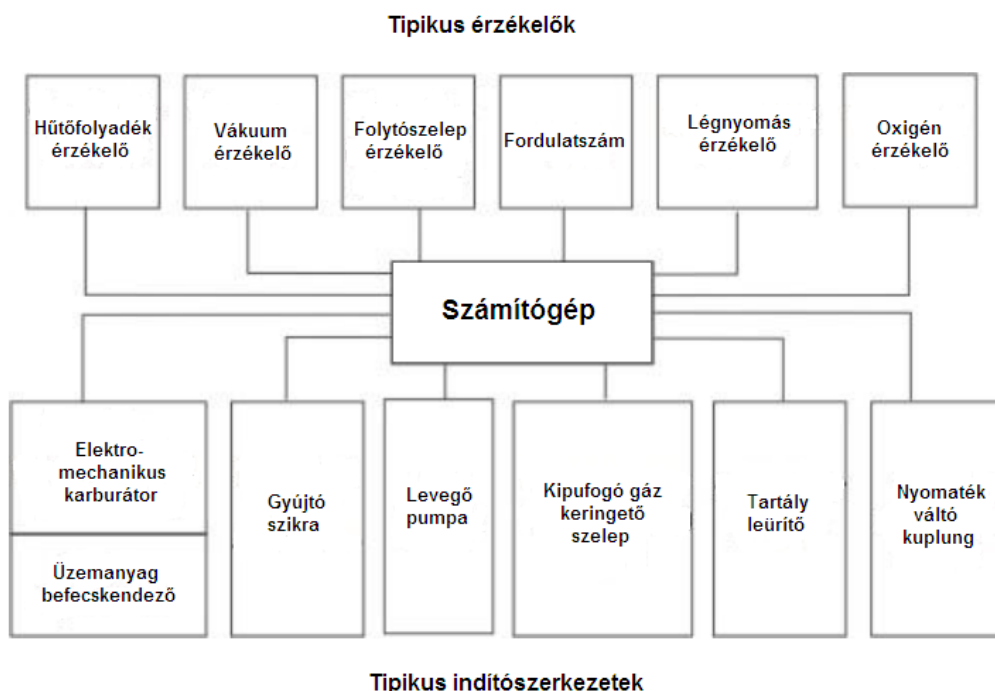 Tipikus érzékelők
Hűtőfolyadék
érzékelő
Vákuum
érzékelő
Folytószelep
érzékelő
Fordulatszám
Légnyomás
érzékelő
Oxigén
érzékelő
Számítógép
Elektro-
mechanikus
karburátor
Üzemanyag
befecskendező
Gyújtó
szikra
Levegő
pumpa
Kipufogó gáz
keringető
szelep
Tartály
leürítő
Nyomaték
váltó
kuplung
Tipikus indítószerkezetek